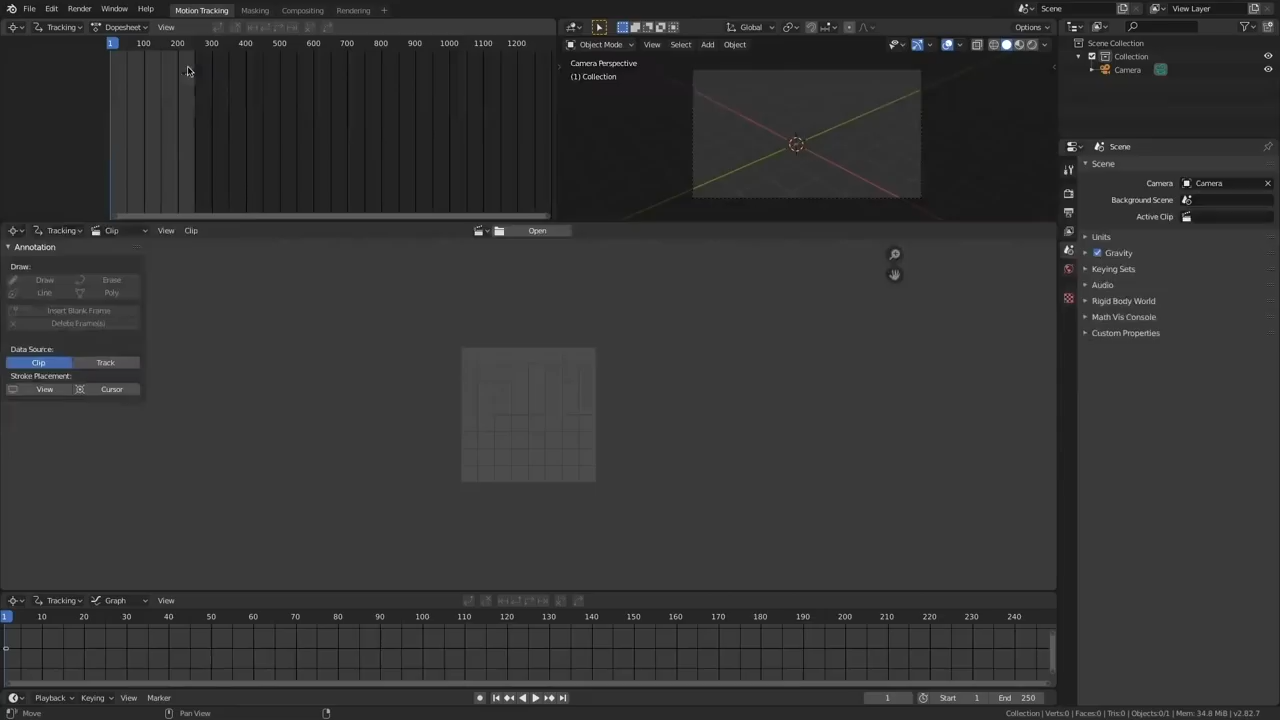 File Edit Render Window Help Motion Tracking Masking Compositing Rendering + Scene View Layer
Tracking Dopesheet View
1 100 200 300 400 500 600 700 800 900 1000 1100 1200
Global Options
Object Mode View Select Add Object
Camera Perspective
(1) Collection
Scene Collection
Collection
Camera
Scene
Scene
Camera Camera
Background Scene
Active Clip
Units
Gravity
Keying Sets
Audio
Rigid Body World
Math Vis Console
Custom Properties
Tracking Clip View Clip Open
Annotation
Draw:
Draw Erase
Line Poly
Insert Blank Frame
Delete Frame(s)
Data Source:
Clip Track
Stroke Placement:
View Cursor
Tracking Graph View
1 10 20 30 40 50 60 70 80 90 100 110 120 130 140 150 160 170 180 190 200 210 220 230 240
Playback Keying View Marker 1 Start 1 End 250
Move Pan View Collection | Verts:0 | Faces:0 | Tris:0 | Objects:0/1 | Mem: 34.8 MiB | v2.82.7